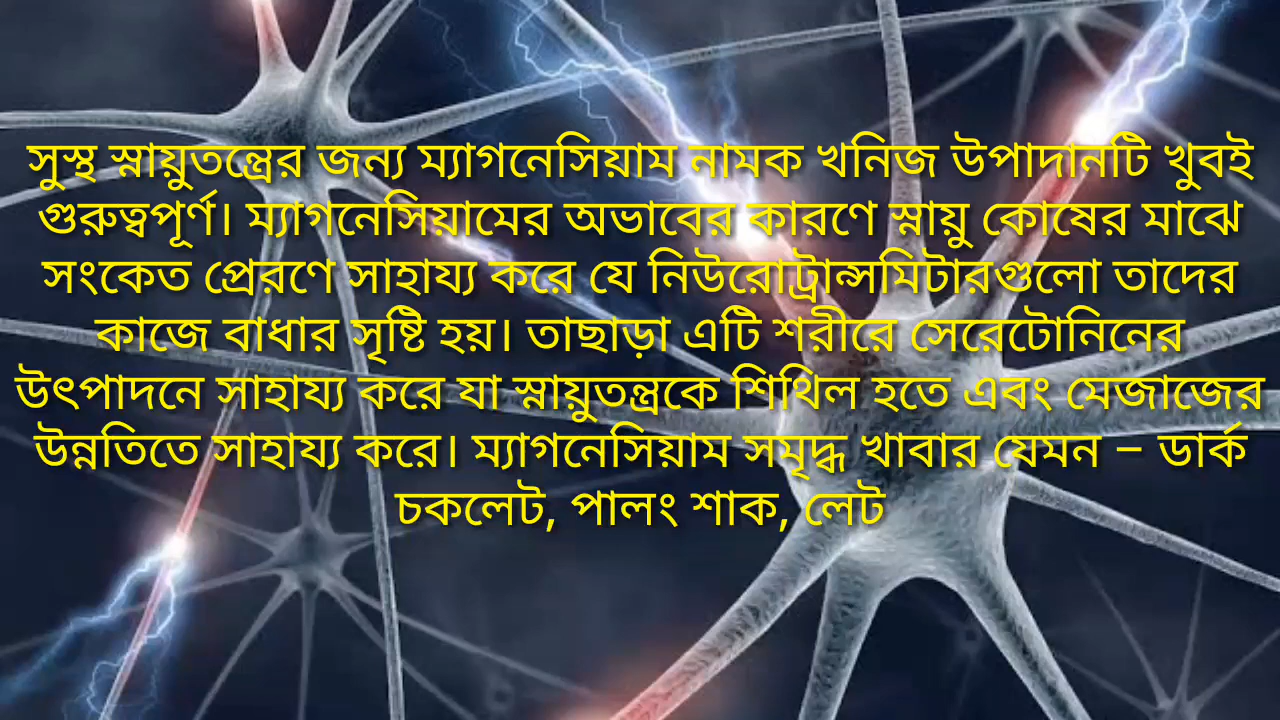 সুস্থ স্নায়ুতন্ত্রের জন্য ম্যাগনেসিয়াম নামক খনিজ উপাদানটি খুবই
গুরুত্বপূর্ণ। ম্যাগনেসিয়ামের অভাবের কারণে স্নায়ু কোষের মাঝে
সংকেত প্রেরণে সাহায্য করে যে নিউরোট্রান্সমিটারগুলো তাদের
কাজে বাধার সৃষ্টি হয়। তাছাড়া এটি শরীরে সেরেটোনিনের
উৎপাদনে সাহায্য করে যা স্নায়ুতন্ত্রকে শিথিল হতে এবং মেজাজের
উন্নতিতে সাহায্য করে। ম্যাগনেসিয়াম সমৃদ্ধ খাবার যেমন – ডার্ক
চকলেট, পালং শাক, লেট